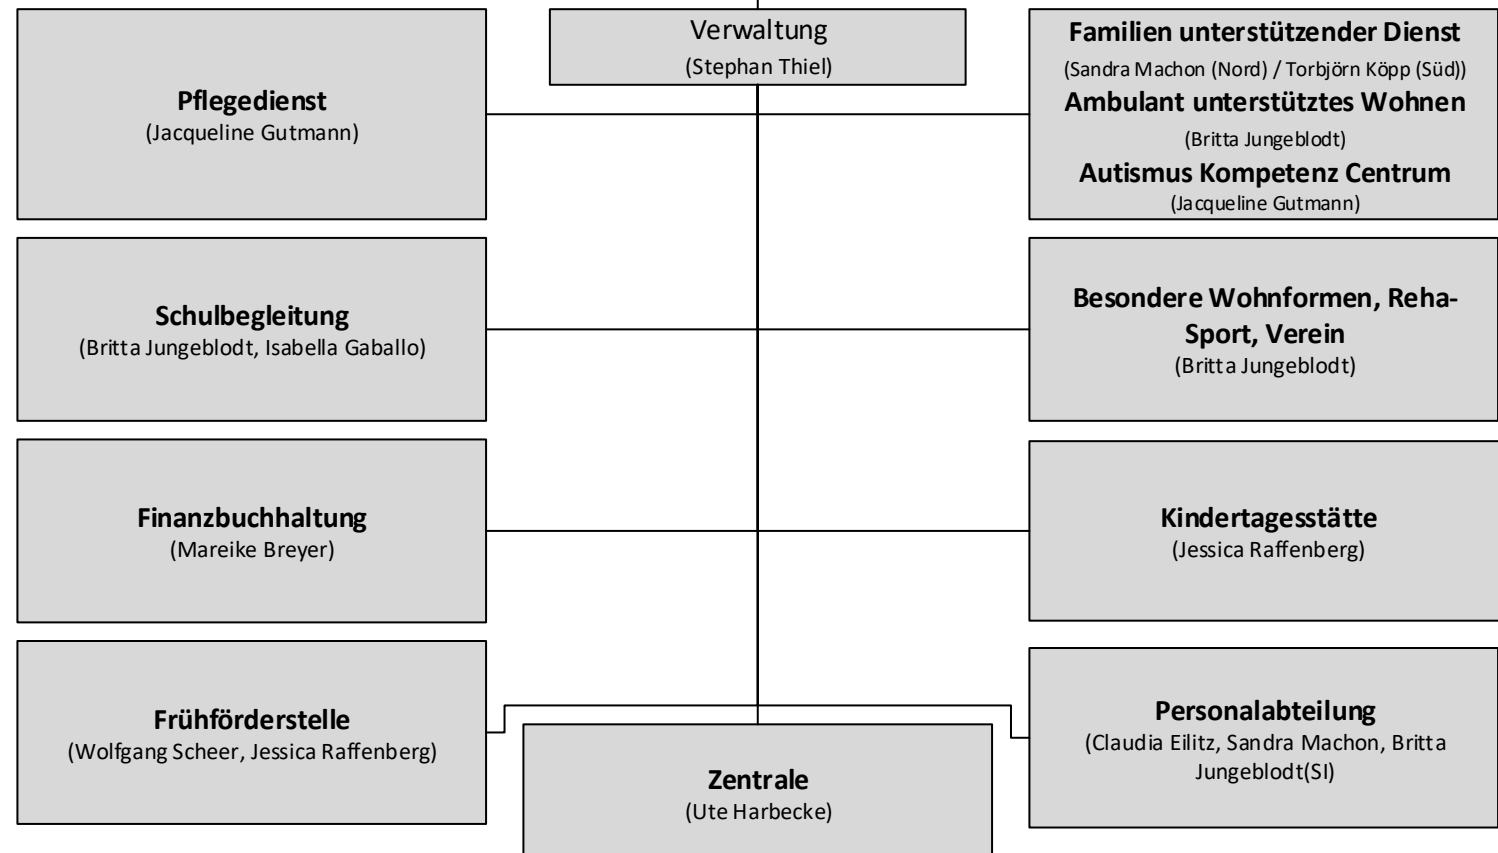 Verwaltung
(Stephan Thiel)
Pflegedienst
(Jacqueline Gutmann)
Familien unterstützender Dienst
(Sandra Machon (Nord) / Torbjörn Köpp (Süd))
Ambulant unterstütztes Wohnen
(Britta Jungeblodt)
Autismus Kompetenz Centrum
(Jacqueline Gutmann)
Schulbegleitung
(Britta Jungeblodt, Isabella Gaballo)
Besondere Wohnformen, Reha-
Sport, Verein
(Britta Jungeblodt)
Finanzbuchhaltung
(Mareike Breyer)
Kindertagesstätte
(Jessica Raffenberg)
Frühförderstelle
(Wolfgang Scheer, Jessica Raffenberg)
Personalabteilung
(Claudia Eilitz, Sandra Machon, Britta
Jungeblodt(SI)
Zentrale
(Ute Harbecke)